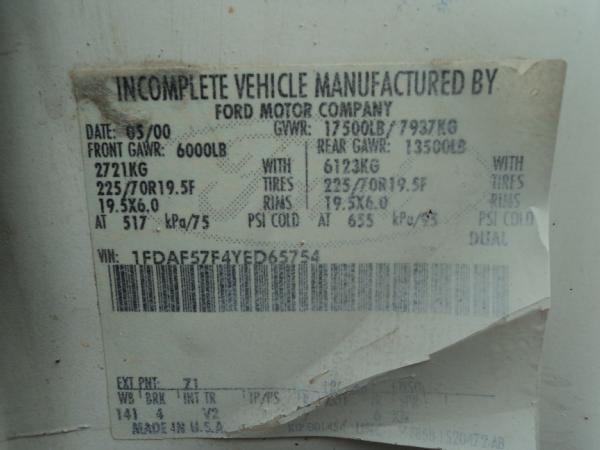 INCOMPLETE VEHICLE MANUFACTURED BY
FORD MOTOR COMPANY
DATE: 05/00 GVWR: 17500LB/ 7937KG
FRONT GAWR: 6000LB REAR GAWR: 13500LB
2721KG WITH 6123KG WITH
225/70R19.5F TIRES 225/70R19.5F TIRES
19.5X6.0 RIMS 19.5X6.0 RIMS
AT 517 kPa/75 PSI COLD AT 655 kPa/95 PSI COLD
DUAL
VIN: 1FDAF57F4YED65754
EXT PNT: Z1
WB BRK INT TR TP/PS
141 4 V2
MADE IN U.S.A.